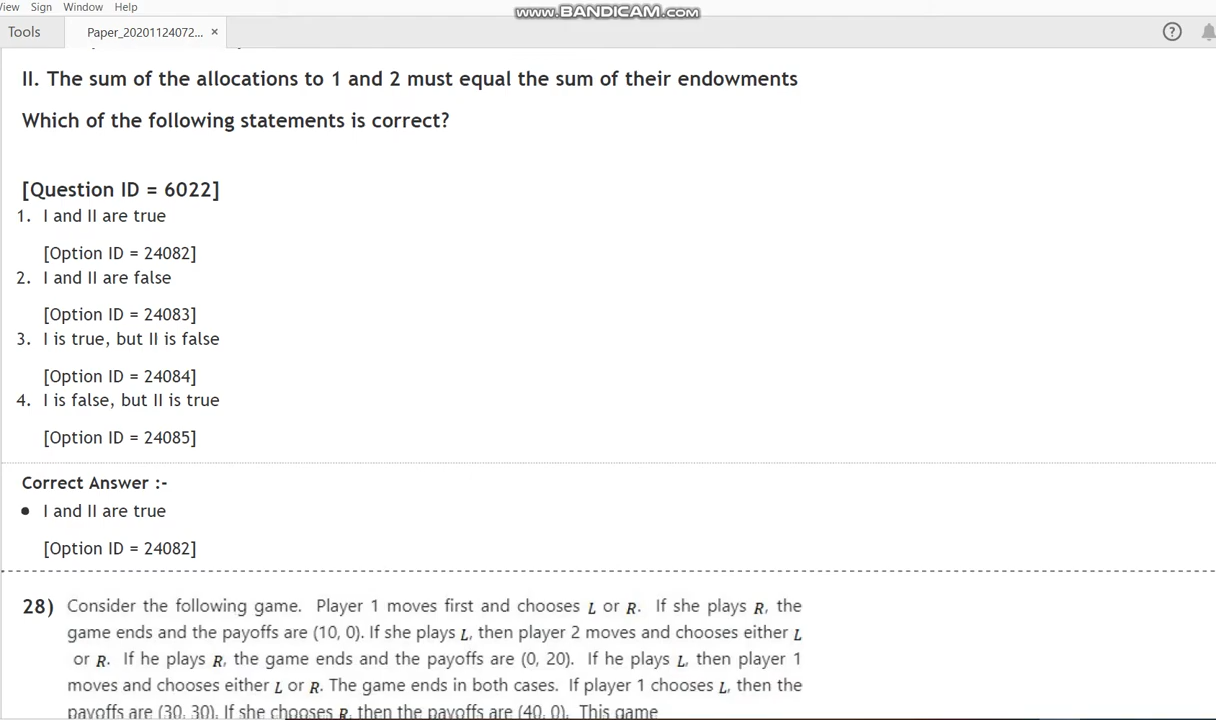 View Sign Window Help
www.BANDICAM.com
Tools Paper_20201124072... × ?
II. The sum of the allocations to 1 and 2 must equal the sum of their endowments
Which of the following statements is correct?
[Question ID = 6022]
1. I and II are true
[Option ID = 24082]
2. I and II are false
[Option ID = 24083]
3. I is true, but II is false
[Option ID = 24084]
4. I is false, but II is true
[Option ID = 24085]
Correct Answer :-
• I and II are true
[Option ID = 24082]
28) Consider the following game. Player 1 moves first and chooses L or R. If she plays R, the
game ends and the payoffs are (10, 0). If she plays L, then player 2 moves and chooses either L
or R. If he plays R, the game ends and the payoffs are (0, 20). If he plays L, then player 1
moves and chooses either L or R. The game ends in both cases. If player 1 chooses L, then the
payoffs are (30, 30). If she chooses R, then the payoffs are (40, 0). This game